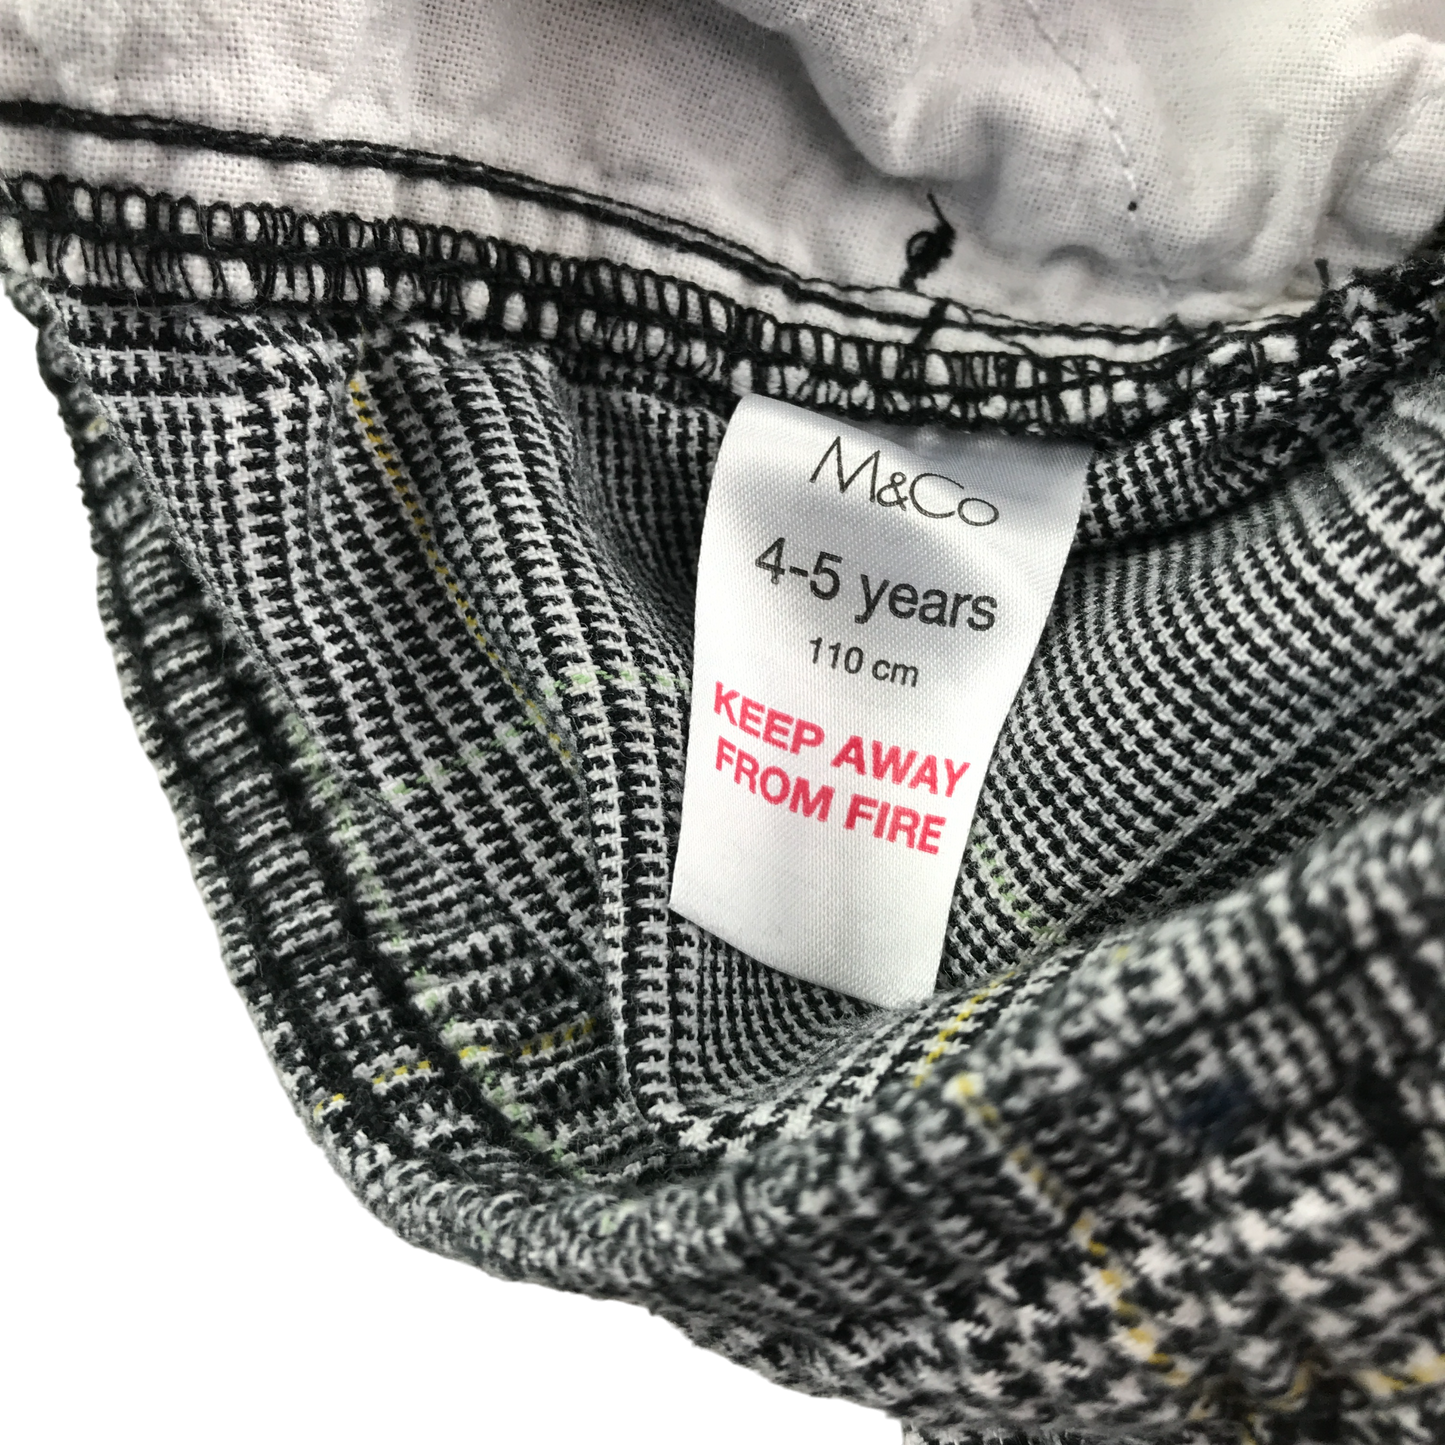 M&Co
4-5 years
110 cm
KEEP AWAY
FROM FIRE